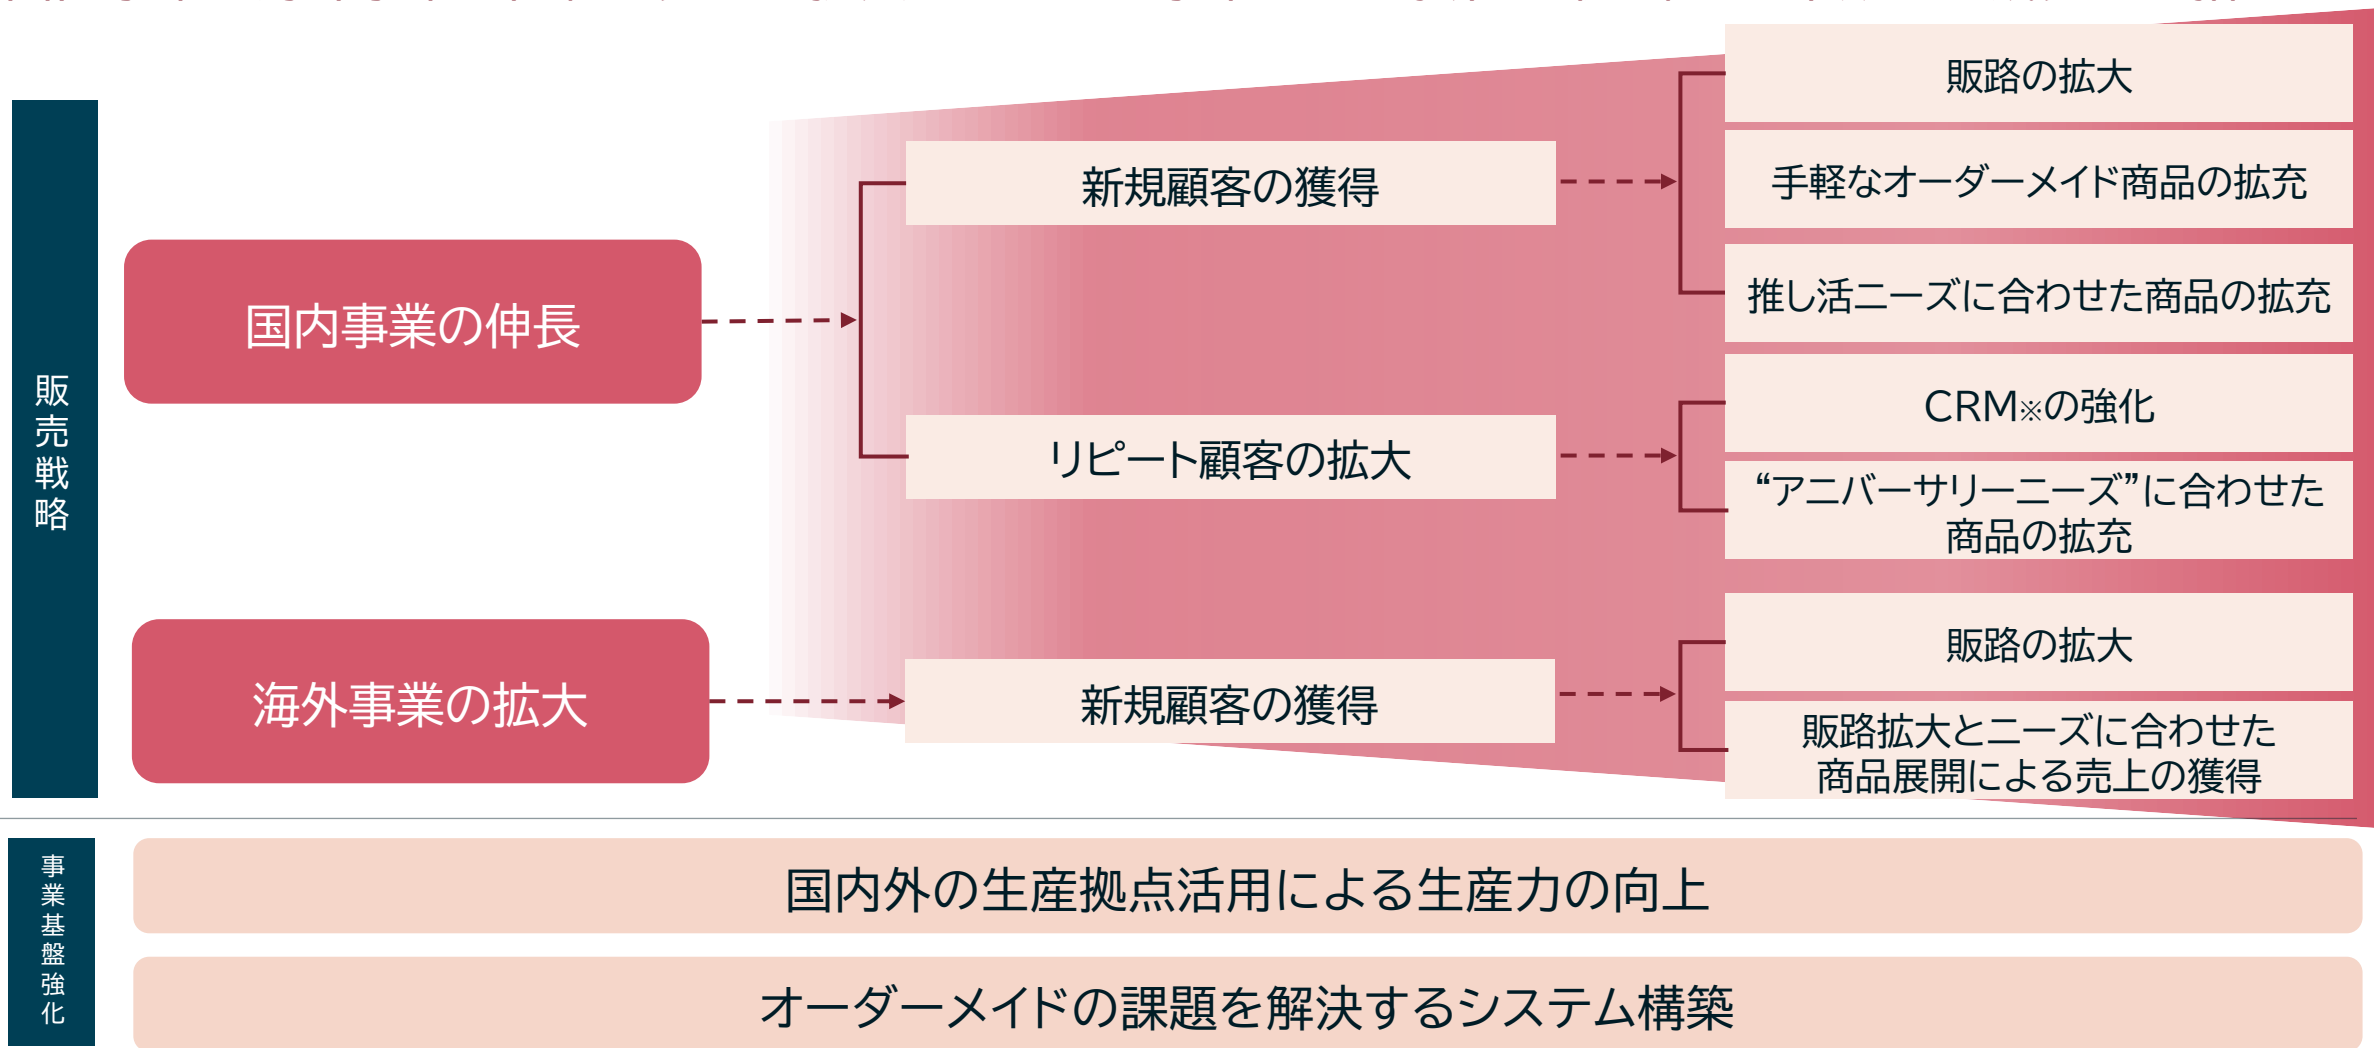 販売戦略
国内事業の伸長
新規顧客の獲得
販路の拡大
手軽なオーダーメイド商品の拡充
推し活ニーズに合わせた商品の拡充
リピート顧客の拡大
CRM※の強化
“アニバーサリーニーズ”に合わせた
商品の拡充
海外事業の拡大
新規顧客の獲得
販路の拡大
販路拡大とニーズに合わせた
商品展開による売上の獲得
事業基盤強化
国内外の生産拠点活用による生産力の向上
オーダーメイドの課題を解決するシステム構築